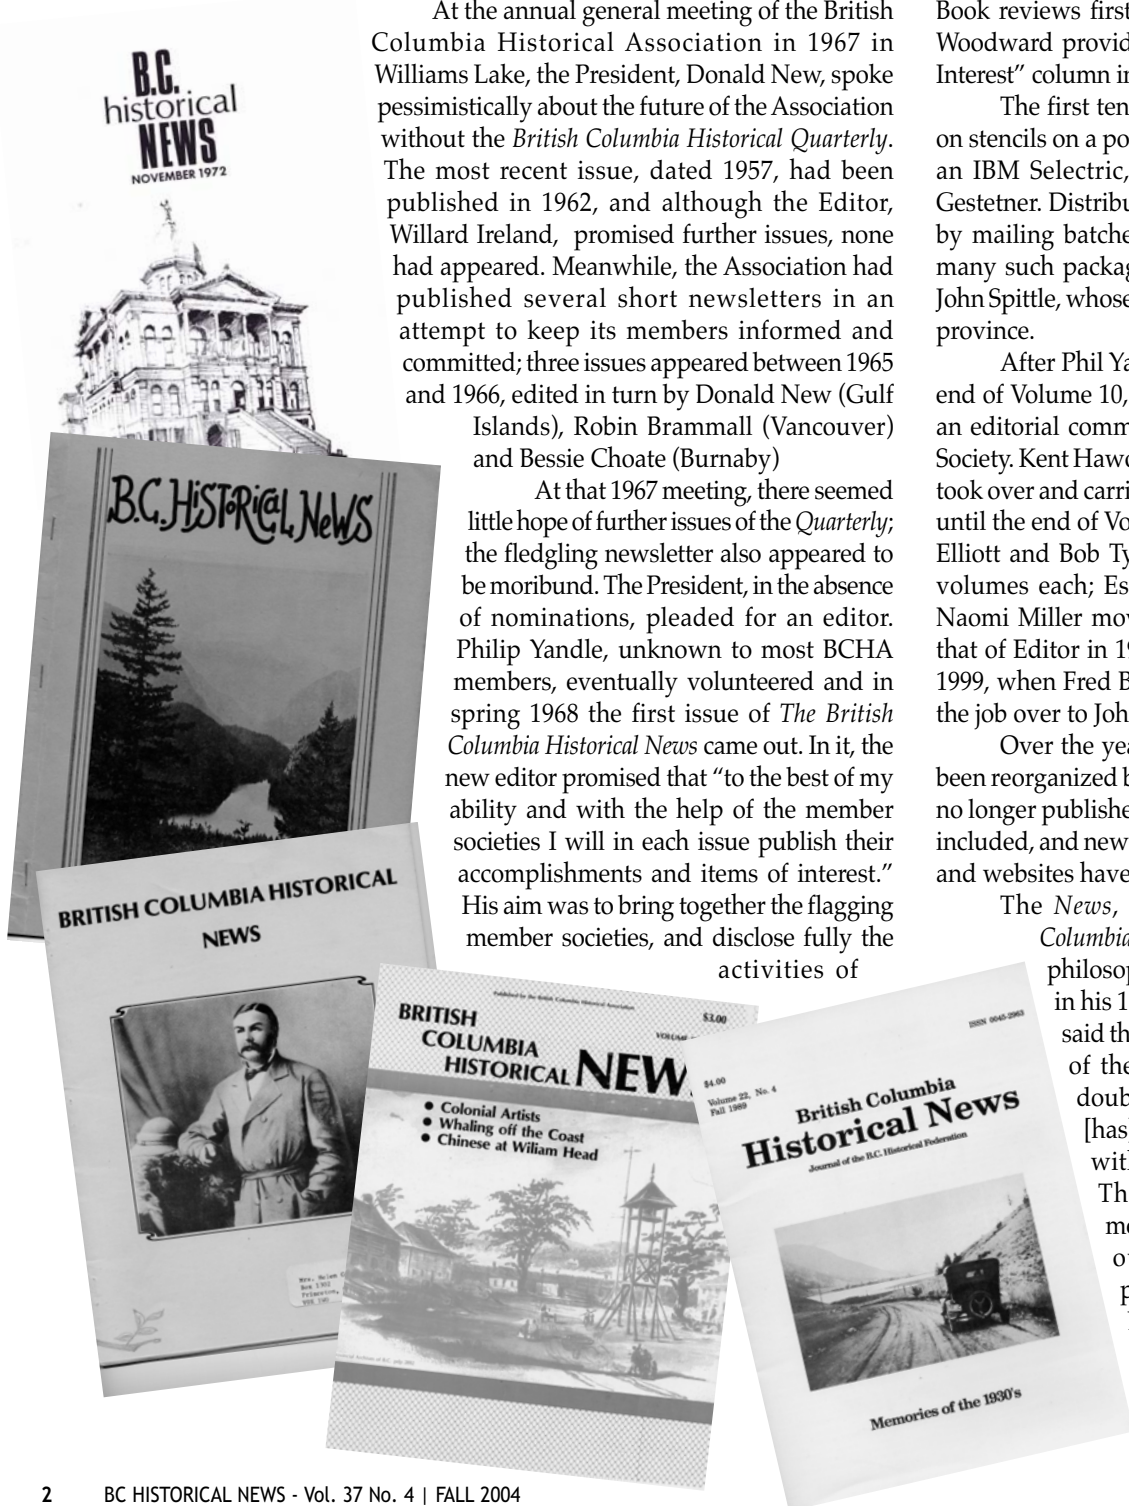 B.C.
historical
NEWS
NOVEMBER 1972
At the annual general meeting of the British
Columbia Historical Association in 1967 in
Williams Lake, the President, Donald New, spoke
pessimistically about the future of the Association
without the British Columbia Historical Quarterly.
The most recent issue, dated 1957, had been
published in 1962, and although the Editor,
Willard Ireland,  promised further issues, none
had appeared. Meanwhile, the Association had
published several short newsletters in an
attempt to keep its members informed and
committed; three issues appeared between 1965
and 1966, edited in turn by Donald New (Gulf
Islands), Robin Brammall (Vancouver)
and Bessie Choate (Burnaby)
At that 1967 meeting, there seemed
little hope of further issues of the Quarterly;
the fledgling newsletter also appeared to
be moribund. The President, in the absence
of nominations, pleaded for an editor.
Philip Yandle, unknown to most BCHA
members, eventually volunteered and in
spring 1968 the first issue of The British
Columbia Historical News came out. In it, the
new editor promised that “to the best of my
ability and with the help of the member
societies I will in each issue publish their
accomplishments and items of interest.”
His aim was to bring together the flagging
member societies, and disclose fully the
activities of
Book reviews first
Woodward provid
Interest” column in
The first ten
on stencils on a po
an IBM Selectric,
Gestetner. Distribu
by mailing batche
many such packag
John Spittle, whose
province.
After Phil Ya
end of Volume 10,
an editorial comm
Society. Kent Hawo
took over and carri
until the end of Vo
Elliott and Bob Ty
volumes each; Es
Naomi Miller mov
that of Editor in 19
1999, when Fred B
the job over to Joh
Over the yea
been reorganized b
no longer publishe
included, and new
and websites have
The News,
Columbia
philosop
in his 1
said th
of the
doub
[has
wit
Th
me
o
p
B.C. HiSToRiCaL NeWS
BRITISH COLUMBIA HISTORICAL
NEWS
Mrs. Helen
Box 1302
Princeton,
Published by the British Columbia Historical Association
$3.00
VOLUME
BRITISH
COLUMBIA
HISTORICAL NEW
● Colonial Artists
● Whaling off the Coast
● Chinese at Wiliam Head
ISSN 0045-2963
$4.00
Volume 22, No. 4
Fall 1989
British Columbia
Historical News
Journal of the B.C. Historical Federation
Memories of the 1930's
2 BC HISTORICAL NEWS - Vol. 37 No. 4 | FALL 2004